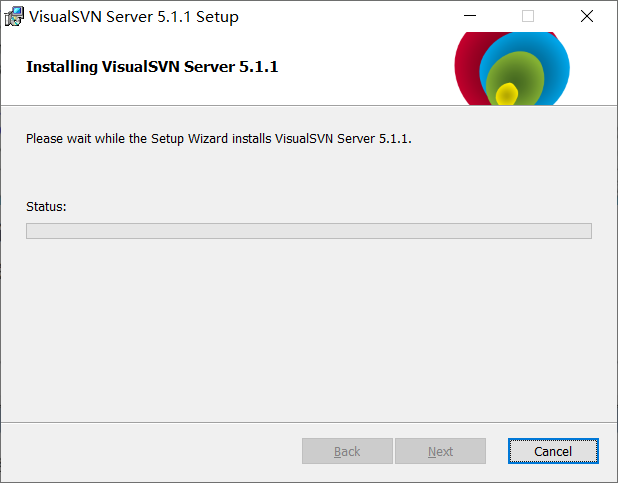 VisualSVN Server 5.1.1 Setup
Installing VisualSVN Server 5.1.1
Please wait while the Setup Wizard installs VisualSVN Server 5.1.1.
Status:
Back
Next
Cancel